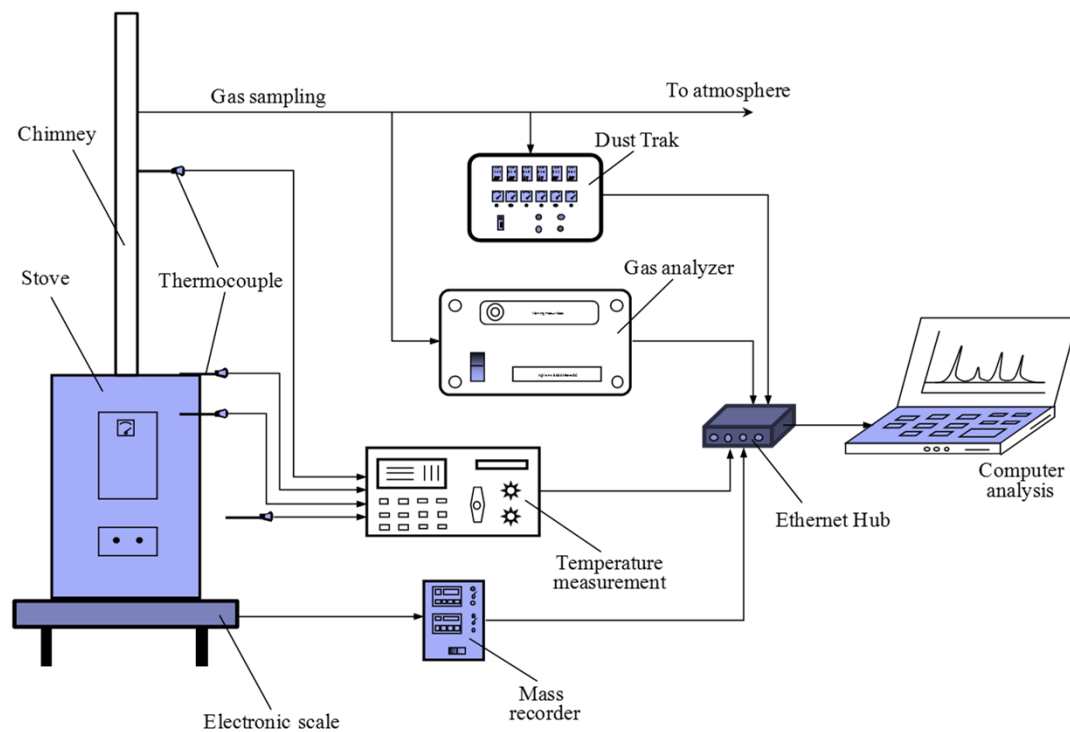 To atmosphere
Gas sampling
Chimney
Dust Trak
Gas analyzer
Stove
Thermocouple
Computer
analysis
Ethernet Hub
Temperature
measurement
Mass
recorder
Electronic scale